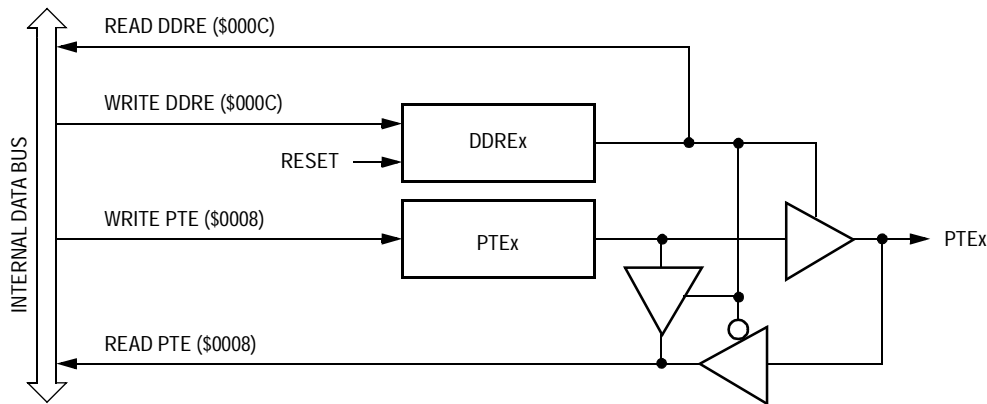 READ DDRE ($000C)
WRITE DDRE ($000C)
DDREx
RESET
INTERNAL DATA BUS
WRITE PTE ($0008)
PTEx
PTEx
READ PTE ($0008)